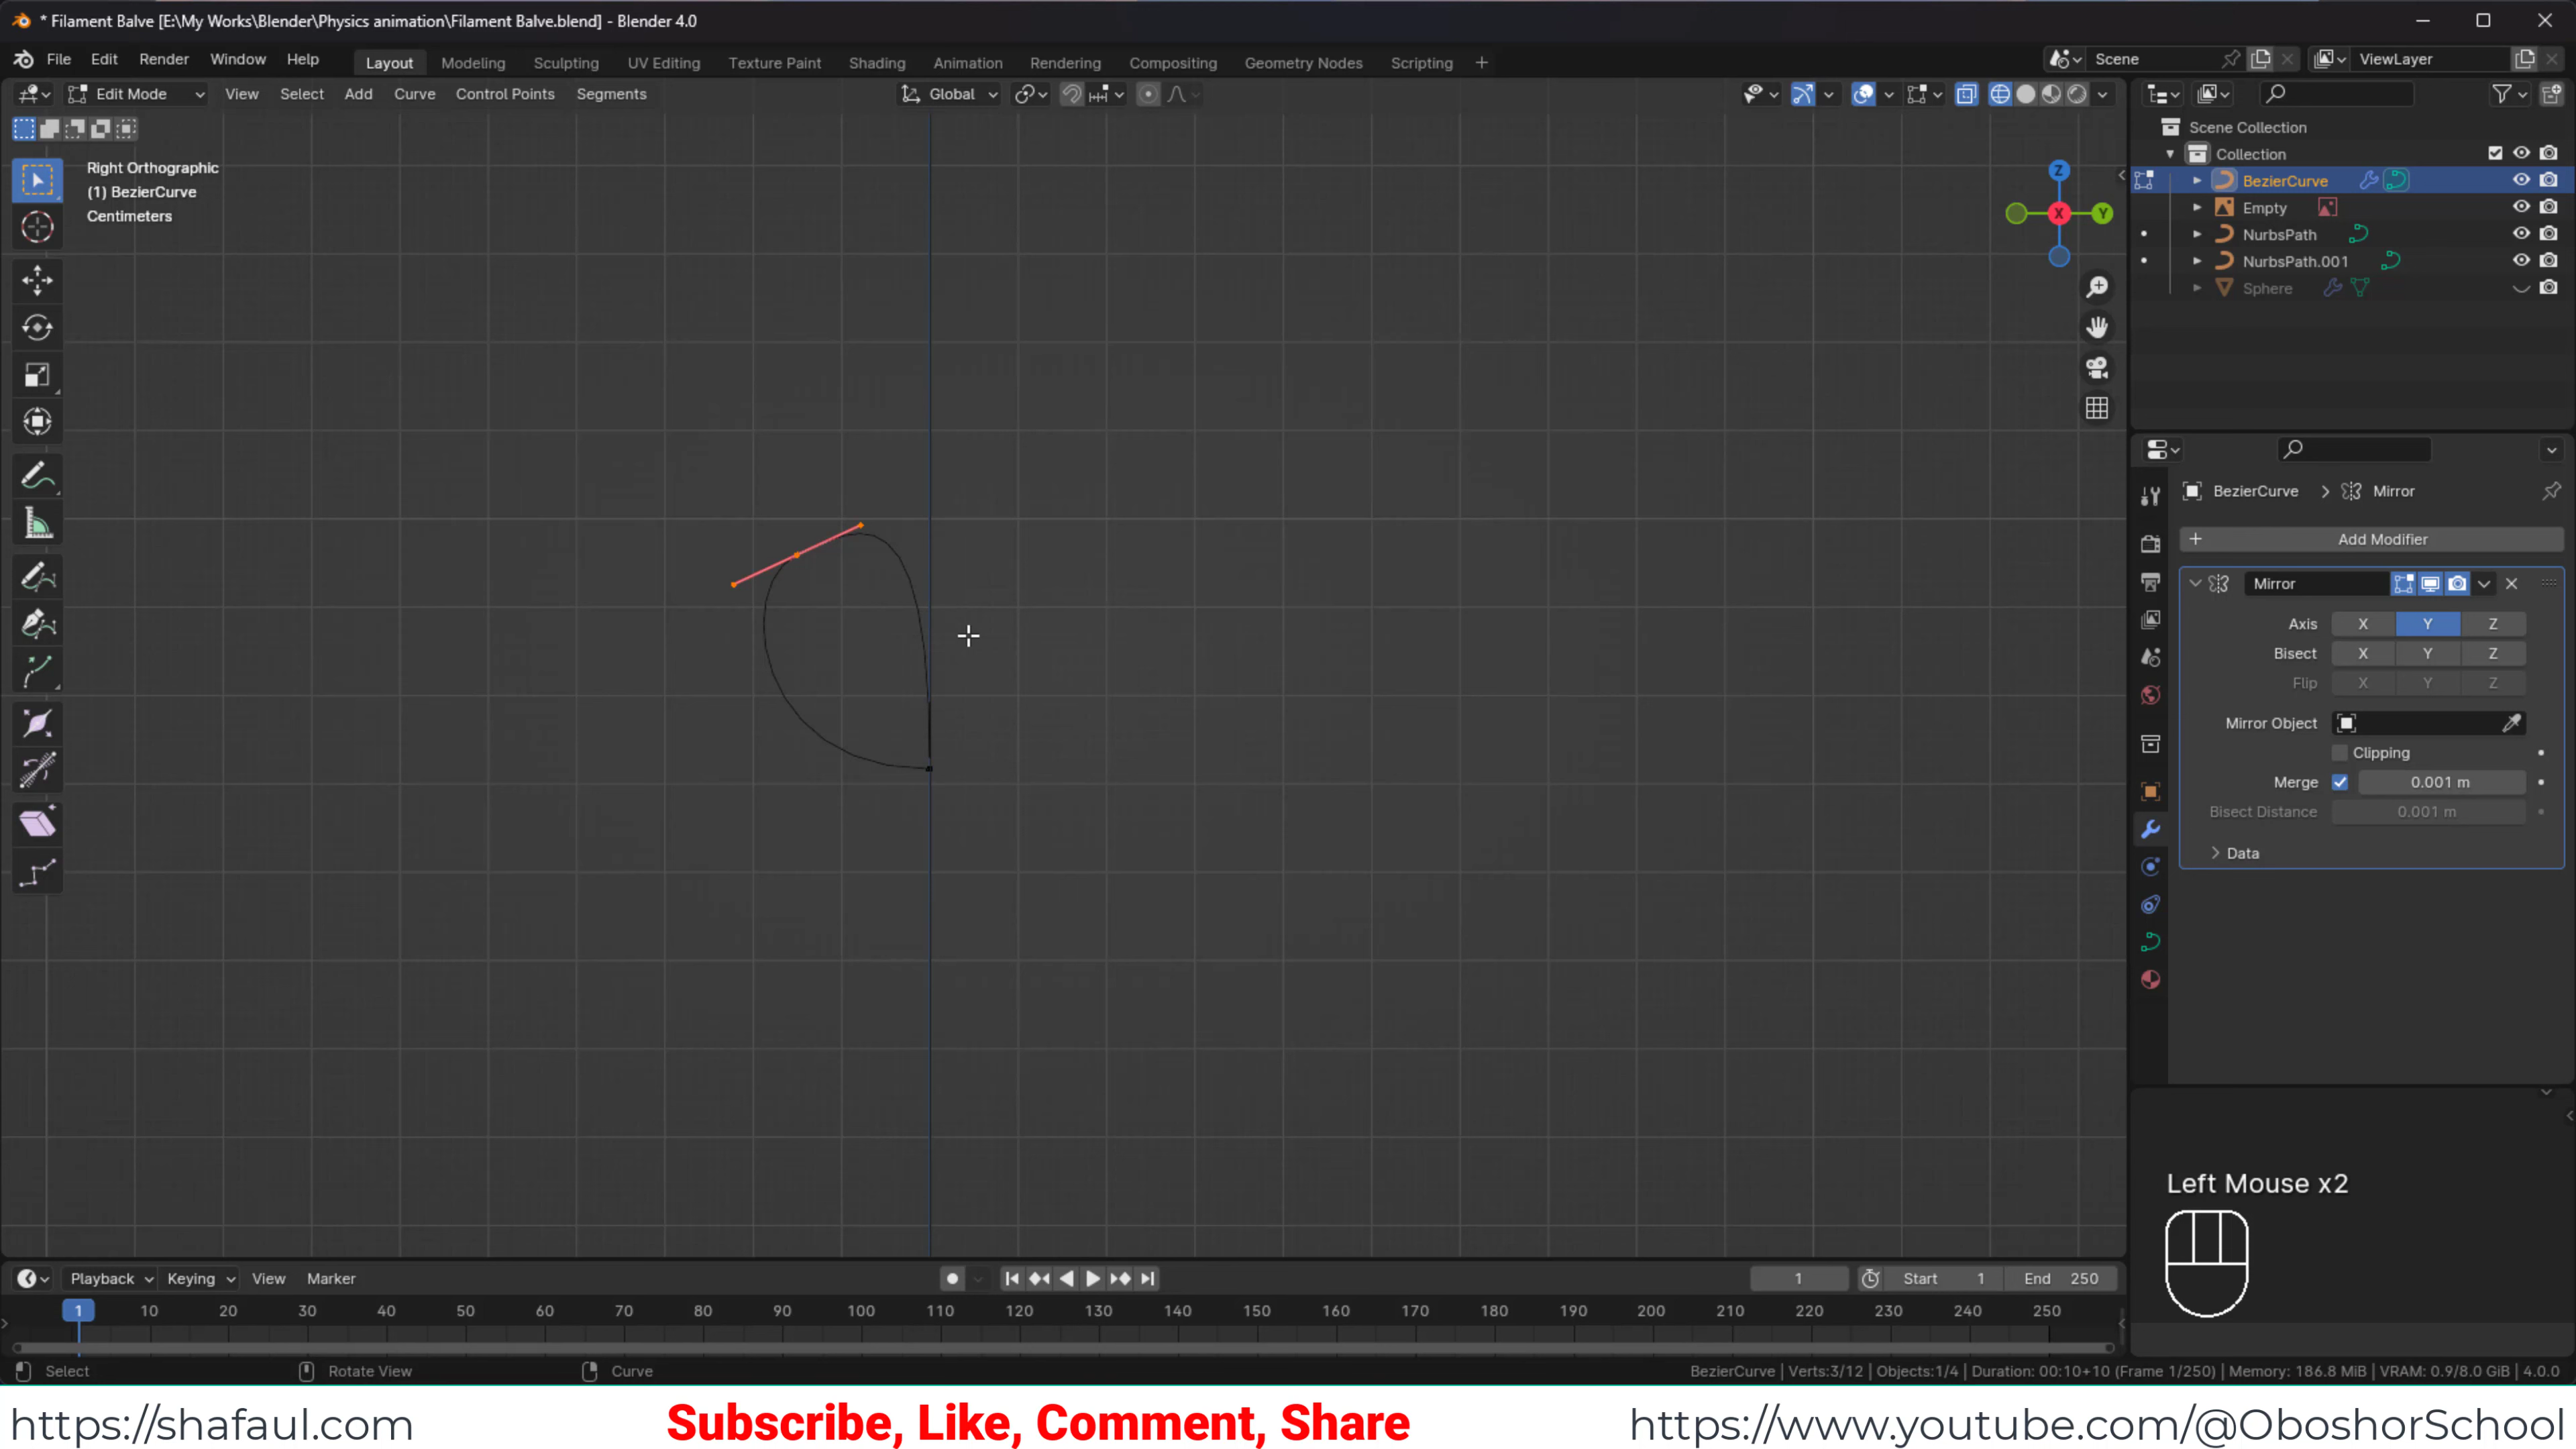 * Filament Balve [E:\My Works\Blender\Physics animation\Filament Balve.blend] - Blender 4.0
File Edit Render Window Help Layout Modeling Sculpting UV Editing Texture Paint Shading Animation Rendering Compositing Geometry Nodes Scripting + Scene ViewLayer
Edit Mode View Select Add Curve Control Points Segments Global
Right Orthographic
(1) BezierCurve
Centimeters
Z
X
Y
Scene Collection
Collection
BezierCurve
Empty
NurbsPath
NurbsPath.001
Sphere
BezierCurve > Mirror
+ Add Modifier
Mirror
Axis X Y Z
Bisect X Y Z
Flip X Y Z
Mirror Object
Clipping
Merge 0.001 m
Bisect Distance 0.001 m
Data
Left Mouse x2
Playback Keying View Marker 1 Start 1 End 250
1 10 20 30 40 50 60 70 80 90 100 110 120 130 140 150 160 170 180 190 200 210 220 230 240 250
Select Rotate View Curve BezierCurve | Verts:3/12 | Objects:1/4 | Duration: 00:10+10 (Frame 1/250) | Memory: 186.8 MiB | VRAM: 0.9/8.0 GiB | 4.0.0
https://shafaul.com Subscribe, Like, Comment, Share https://www.youtube.com/@OboshorSchool